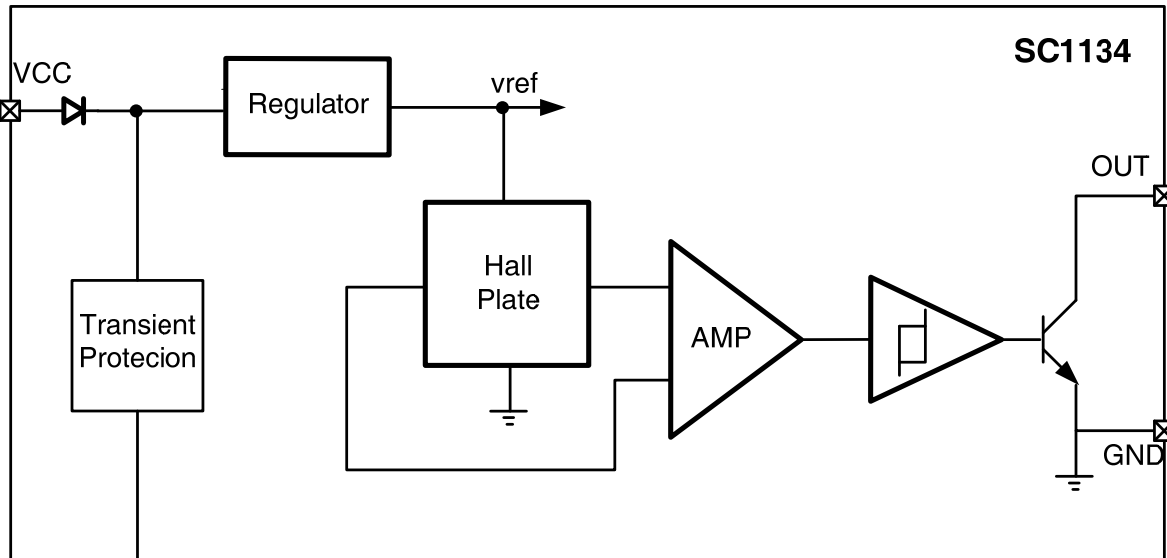 SC1134
VCC
Regulator
vref
OUT
Hall
Plate
Transient
Protecion
AMP
GND